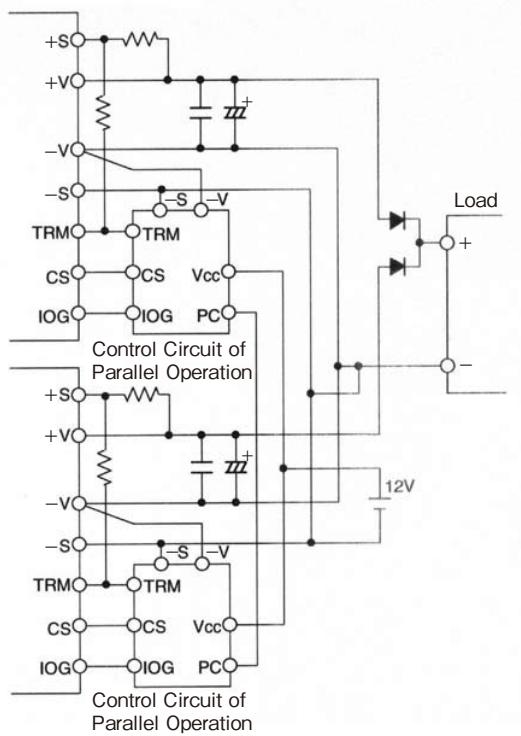 +S
+V
+
−V
−S
−S −V
Load
TRM
TRM
+
CS
CS
Vcc
IOG
IOG
PC
Control Circuit of
Parallel Operation
−
+S
+V
+
12V
−V
−S
−S −V
TRM
TRM
CS
CS
Vcc
IOG
IOG
PC
Control Circuit of
Parallel Operation